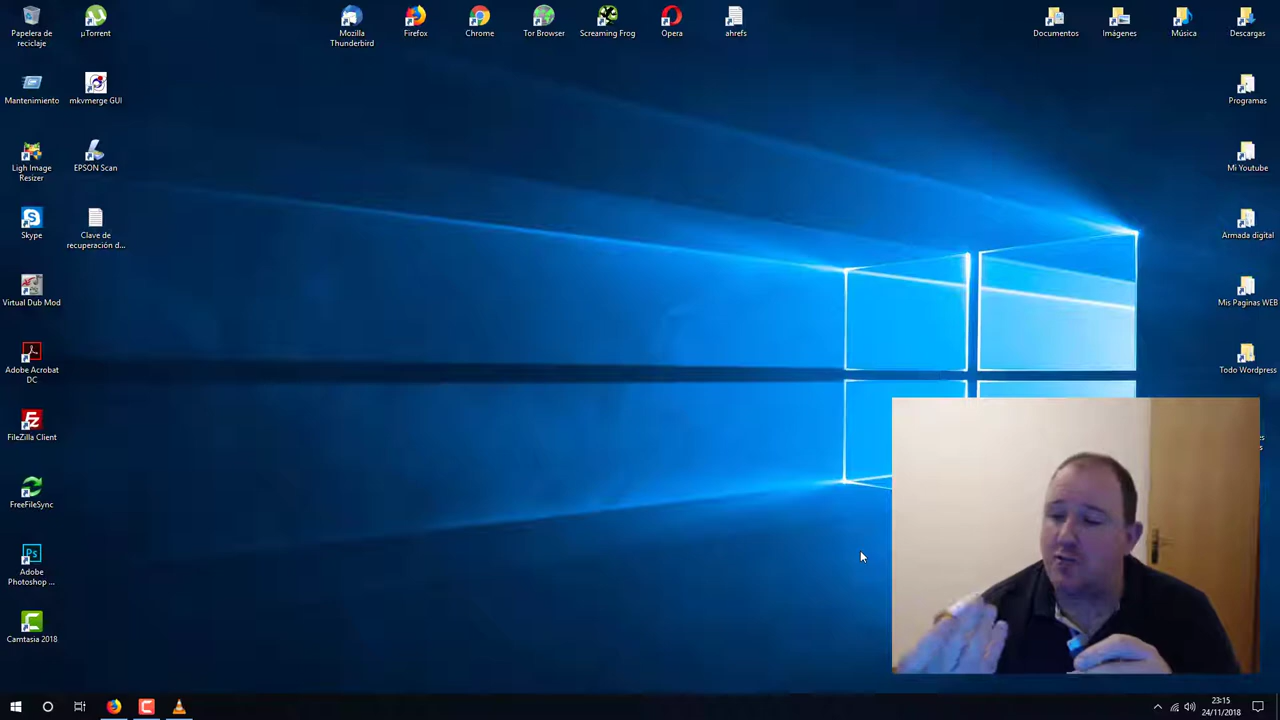 Papelera de
reciclaje
µTorrent
Mozilla
Thunderbird
Firefox
Chrome
Tor Browser
Screaming Frog
Opera
ahrefs
Documentos
Imágenes
Música
Descargas
Mantenimiento
mkvmerge GUI
Programas
Ligh Image
Resizer
EPSON Scan
Mi Youtube
Skype
Clave de
recuperación d...
Armada digital
Virtual Dub Mod
Mis Paginas WEB
Adobe Acrobat
DC
Todo Wordpress
FileZilla Client
FreeFileSync
Adobe
Photoshop ...
Camtasia 2018
23:15
24/11/2018